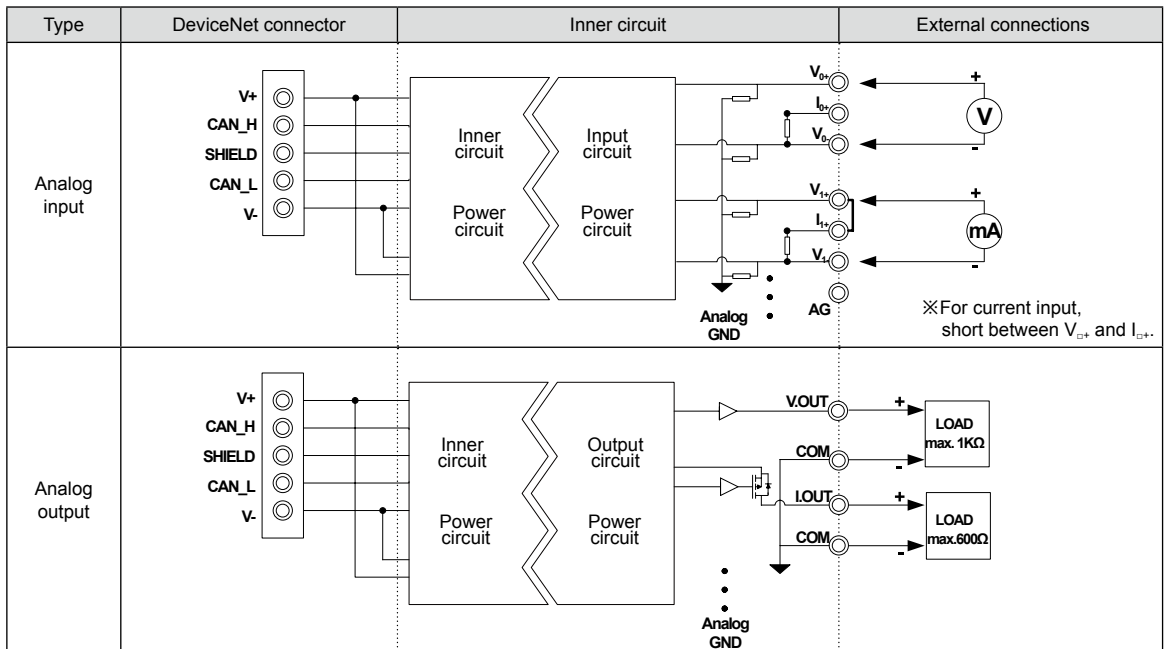 Type DeviceNet connector Inner circuit External connections
Analog
input
V+
CAN_H
SHIELD
CAN_L
V-
Inner
circuit
Power
circuit
Input
circuit
Power
circuit
V0+
I0+
V0-
V1+
I1+
V1-
AG
Analog
GND
+
V
-
+
mA
-
※For current input,
short between V□+ and I□+.
Analog
output
V+
CAN_H
SHIELD
CAN_L
V-
Inner
circuit
Power
circuit
Output
circuit
Power
circuit
V.OUT
COM
I.OUT
COM
Analog
GND
+
-
LOAD
max. 1KΩ
+
-
LOAD
max.600Ω